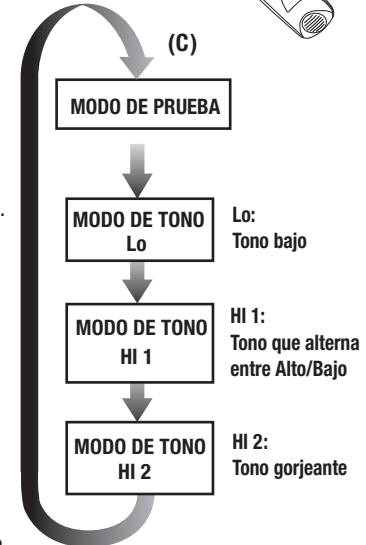 (C)
MODO DE PRUEBA
MODO DE TONO
Lo
Lo:
Tono bajo
MODO DE TONO
HI 1
HI 1:
Tono que alterna
entre Alto/Bajo
MODO DE TONO
HI 2
HI 2:
Tono gorjeante